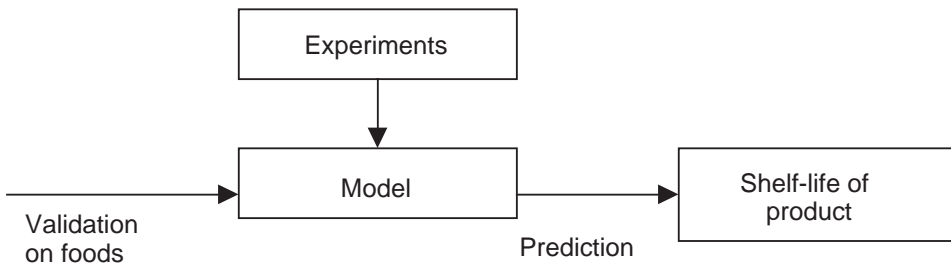 Experiments
Model
Shelf-life of
product
Validation
on foods
Prediction